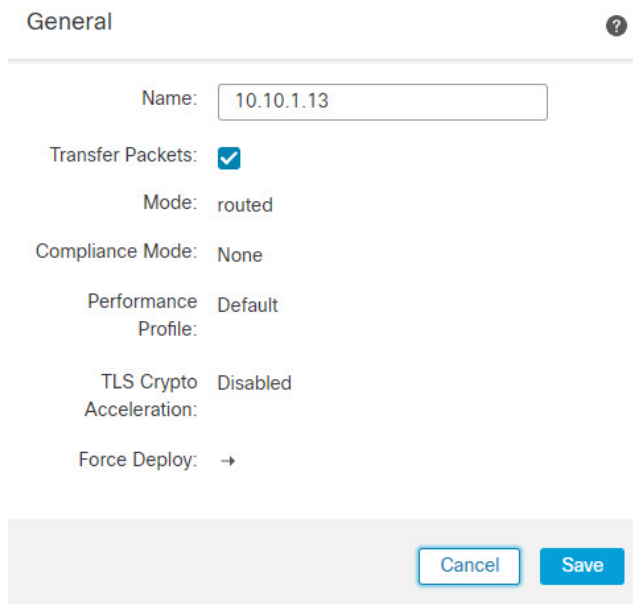 General
?
Name: 10.10.1.13
Transfer Packets:
Mode: routed
Compliance Mode: None
Performance Default
Profile:
TLS Crypto Disabled
Acceleration:
Force Deploy: →
Cancel Save